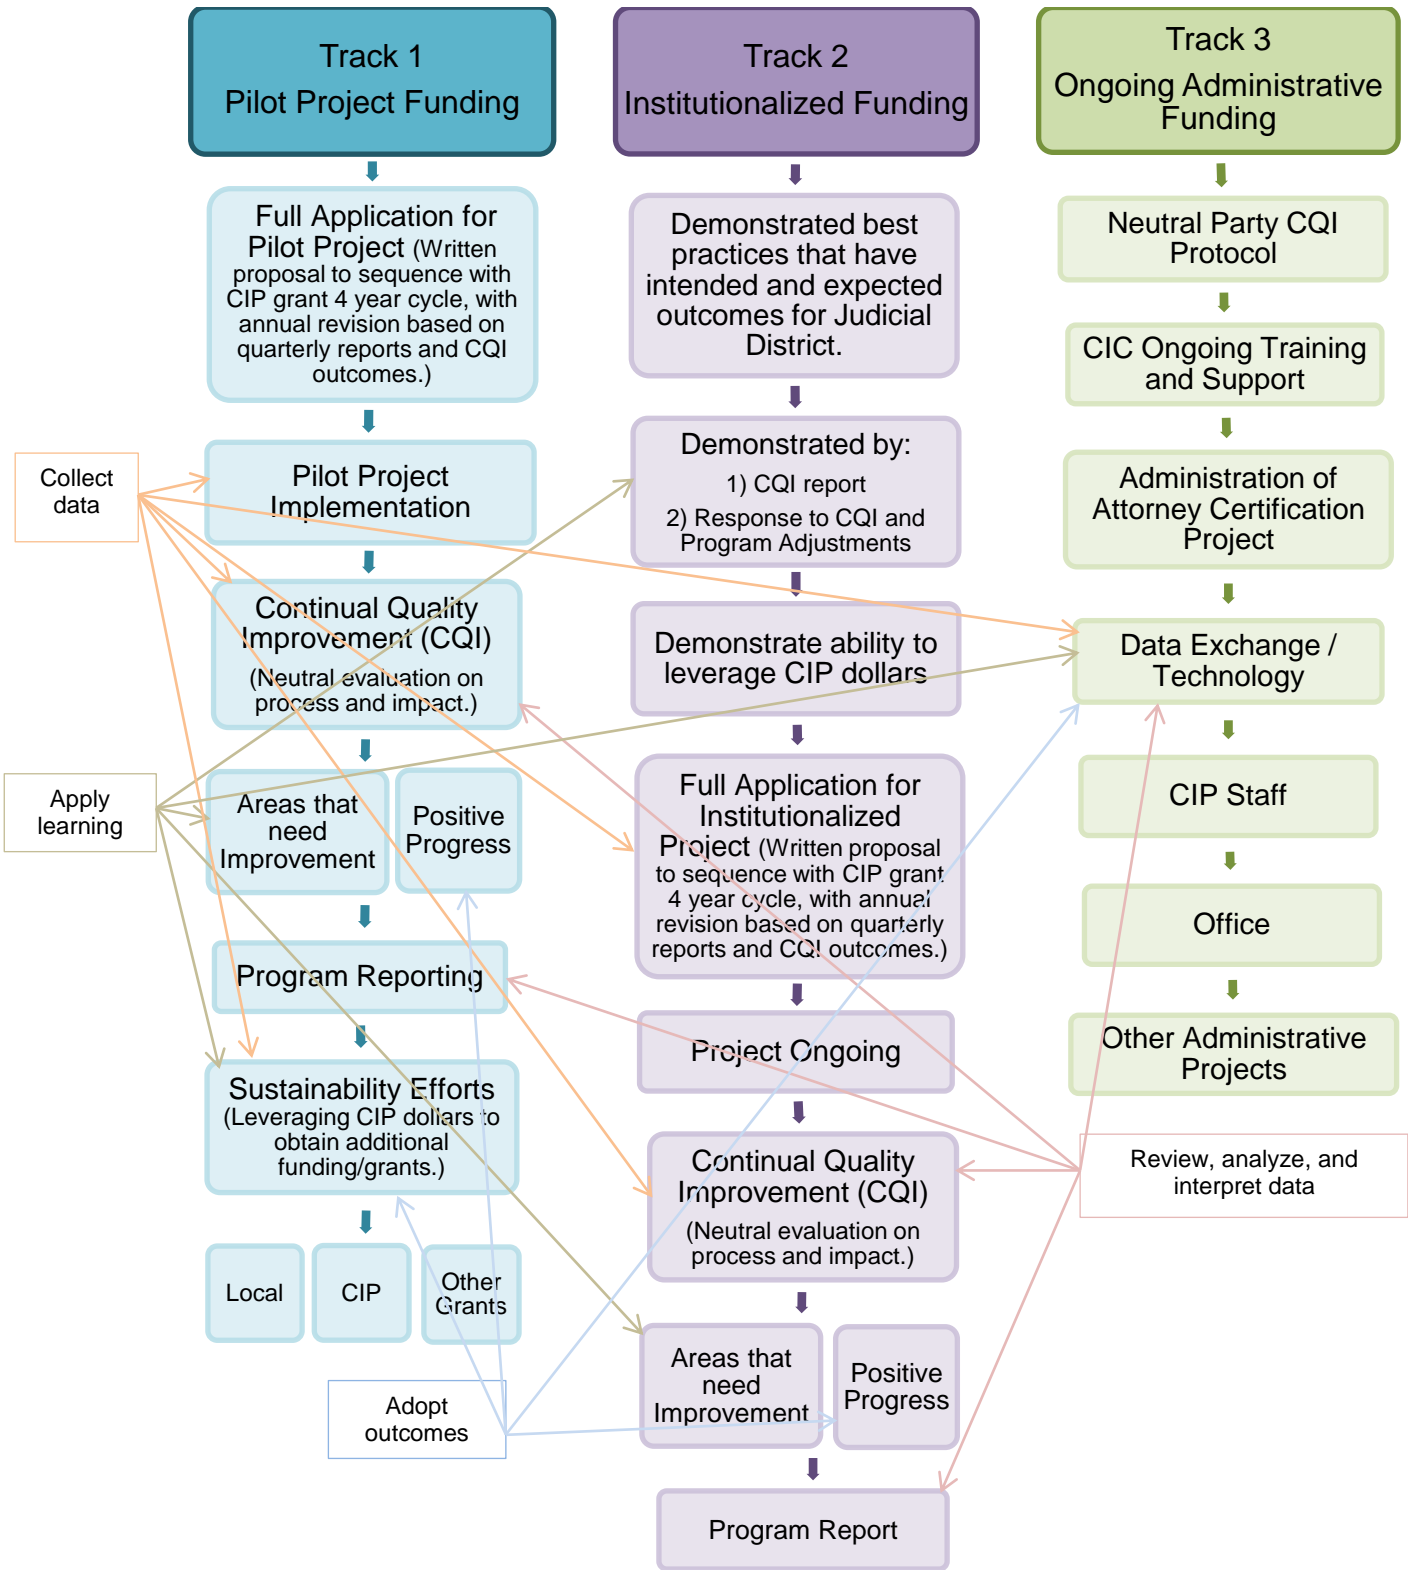 Track 1
Pilot Project Funding
Full Application for
Pilot Project (Written
proposal to sequence with
CIP grant 4 year cycle, with
annual revision based on
quarterly reports and CQI
outcomes.)
Pilot Project
Implementation
Continual Quality
Improvement (CQI)
(Neutral evaluation on
process and impact.)
Areas that
need
Improvement
Positive
Progress
Program Reporting
Sustainability Efforts
(Leveraging CIP dollars to
obtain additional
funding/grants.)
Local
CIP
Other
Grants
Track 2
Institutionalized Funding
Demonstrated best
practices that have
intended and expected
outcomes for Judicial
District.
Demonstrated by:
1) CQI report
2) Response to CQI and
Program Adjustments
Demonstrate ability to
leverage CIP dollars
Full Application for
Institutionalized
Project (Written proposal
to sequence with CIP grant
4 year cycle, with annual
revision based on quarterly
reports and CQI outcomes.)
Project Ongoing
Continual Quality
Improvement (CQI)
(Neutral evaluation on
process and impact.)
Areas that
need
Improvement
Positive
Progress
Program Report
Track 3
Ongoing Administrative
Funding
Neutral Party CQI
Protocol
CIC Ongoing Training
and Support
Administration of
Attorney Certification
Project
Data Exchange /
Technology
CIP Staff
Office
Other Administrative
Projects
Collect
data
Apply
learning
Adopt
outcomes
Review, analyze, and
interpret data